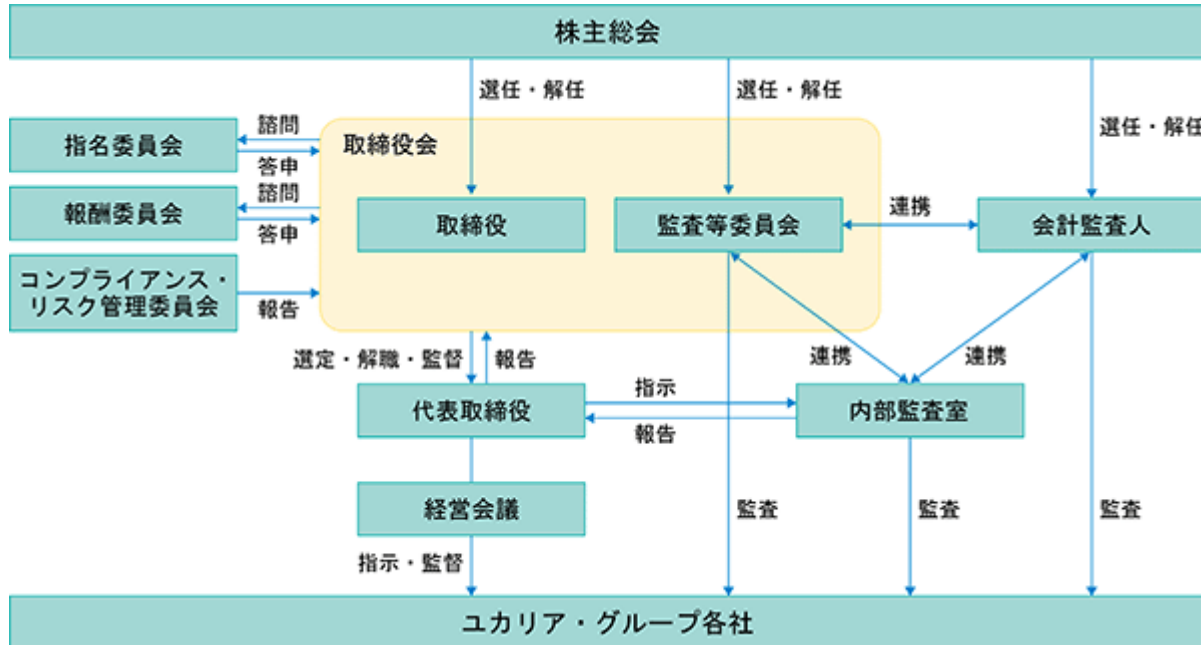 株主総会
選任・解任
選任・解任
選任・解任
指名委員会
諮問
答申
取締役会
報酬委員会
諮問
答申
取締役
監査等委員会
連携
会計監査人
コンプライアンス・
リスク管理委員会
報告
選定・解職・監督
報告
連携
連携
代表取締役
指示
報告
内部監査室
経営会議
監査
監査
監査
指示・監督
ユカリア・グループ各社